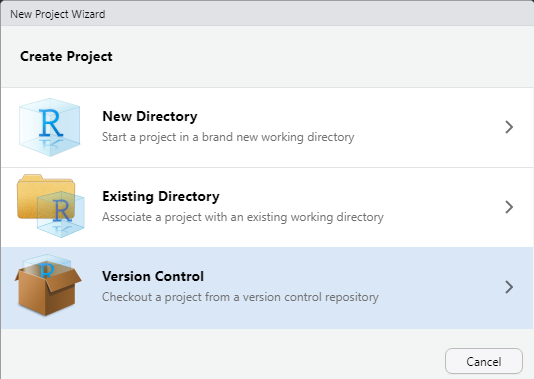 New Project Wizard
Create Project
R
New Directory
Start a project in a brand new working directory
R
Existing Directory
Associate a project with an existing working directory
R
Version Control
Checkout a project from a version control repository
Cancel